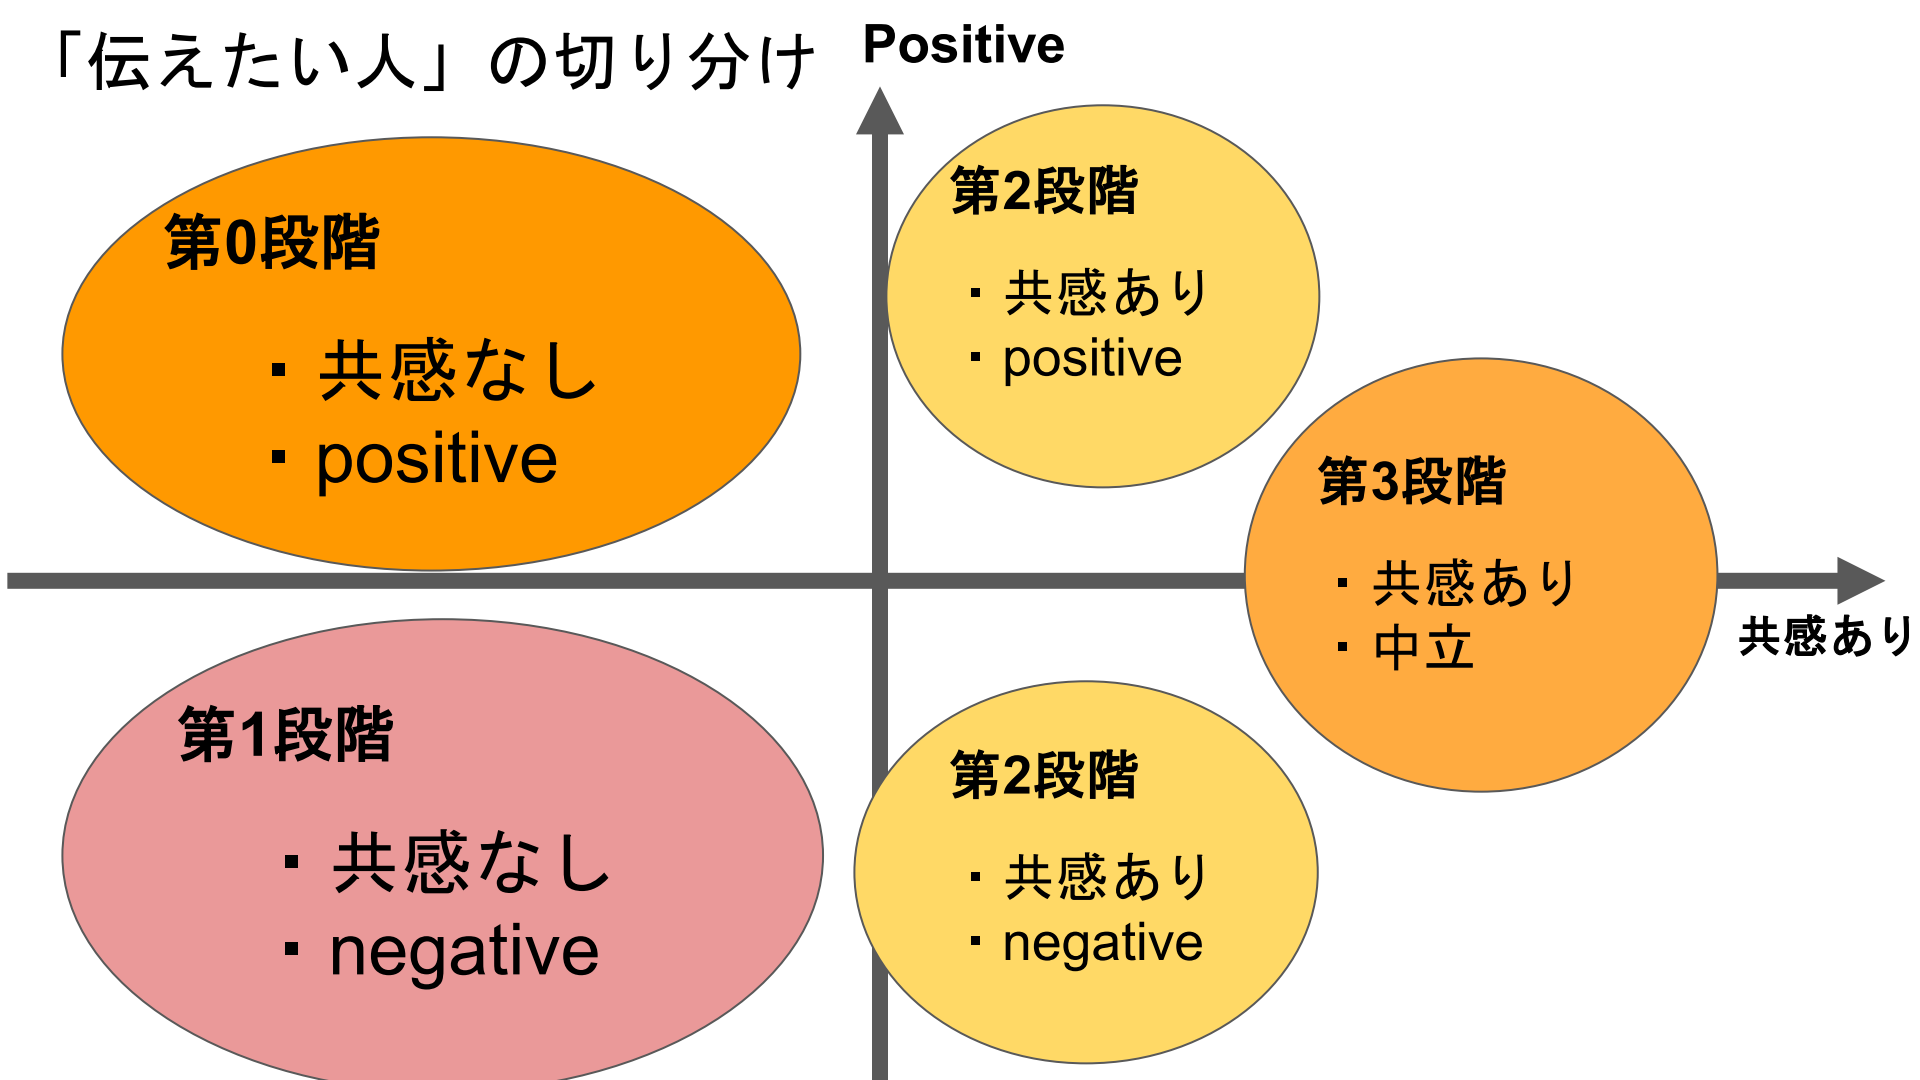 「伝えたい人」の切り分け
Positive
第0段階
・共感なし
・positive
第2段階
・共感あり
・positive
第3段階
・共感あり
・中立
共感あり
第1段階
・共感なし
・negative
第2段階
・共感あり
・negative